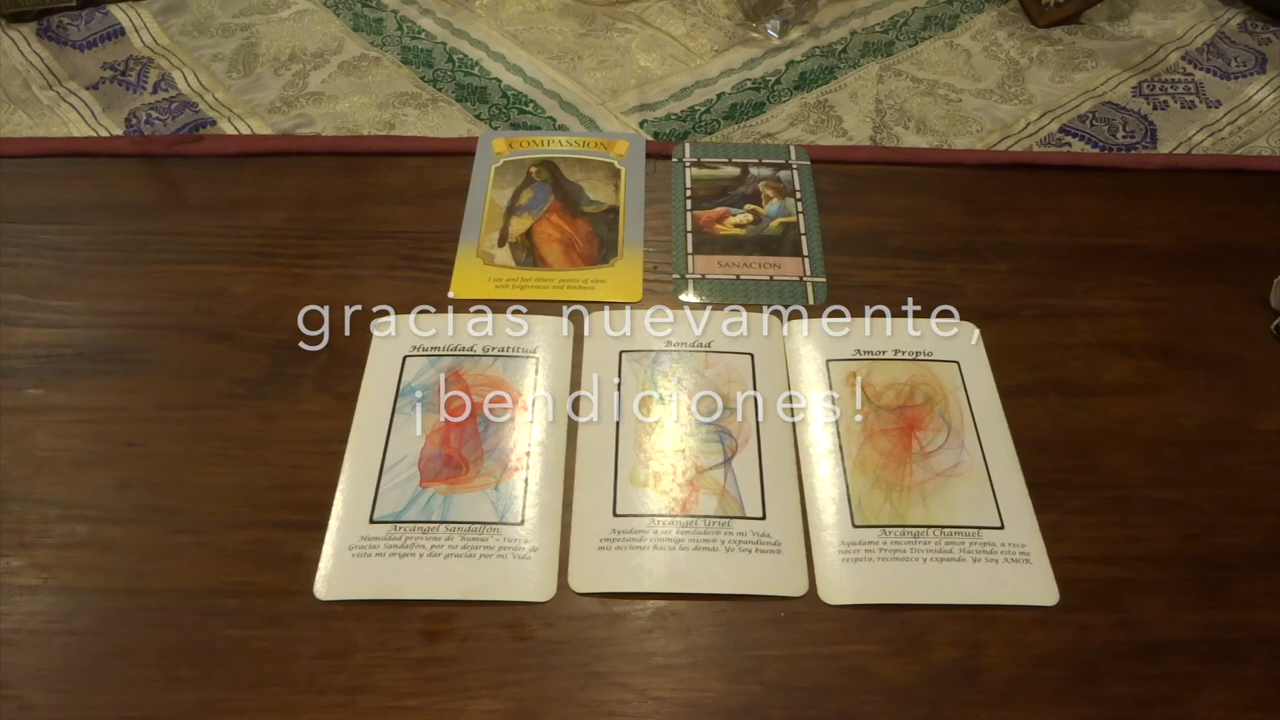 COMPASSION
I see and feel others' points of view
with forgiveness and kindness
SANACIÓN
gracias nuevamente,
¡bendiciones!
Humildad, Gratitud
Arcángel Sandalfón:
Humildad proviene de "humus" = tierra.
Gracias Sandalfón, por no dejarme perder de
vista mi origen y dar gracias por mi Vida.
Bondad
Arcángel Uriel:
Ayúdame a ser bondados@ en mi Vida,
empezando conmigo mism@ y expandiendo
mis acciones hacia los demás. Yo Soy buen@.
Amor Propio
Arcángel Chamuel:
Ayúdame a encontrar el amor propio, a reco-
nocer mi Propia Divinidad. Haciendo esto me
respeto, reconozco y expando. Yo Soy AMOR.